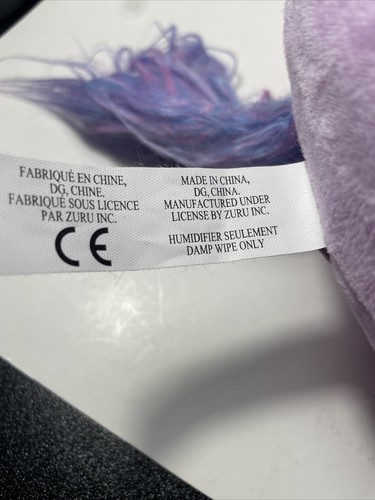 FABRIQUÉ EN CHINE,
DG, CHINE.
FABRIQUÉ SOUS LICENCE
PAR ZURU INC.
CE
MADE IN CHINA,
DG, CHINA.
MANUFACTURED UNDER
LICENSE BY ZURU INC.
HUMIDIFIER SEULEMENT
DAMP WIPE ONLY